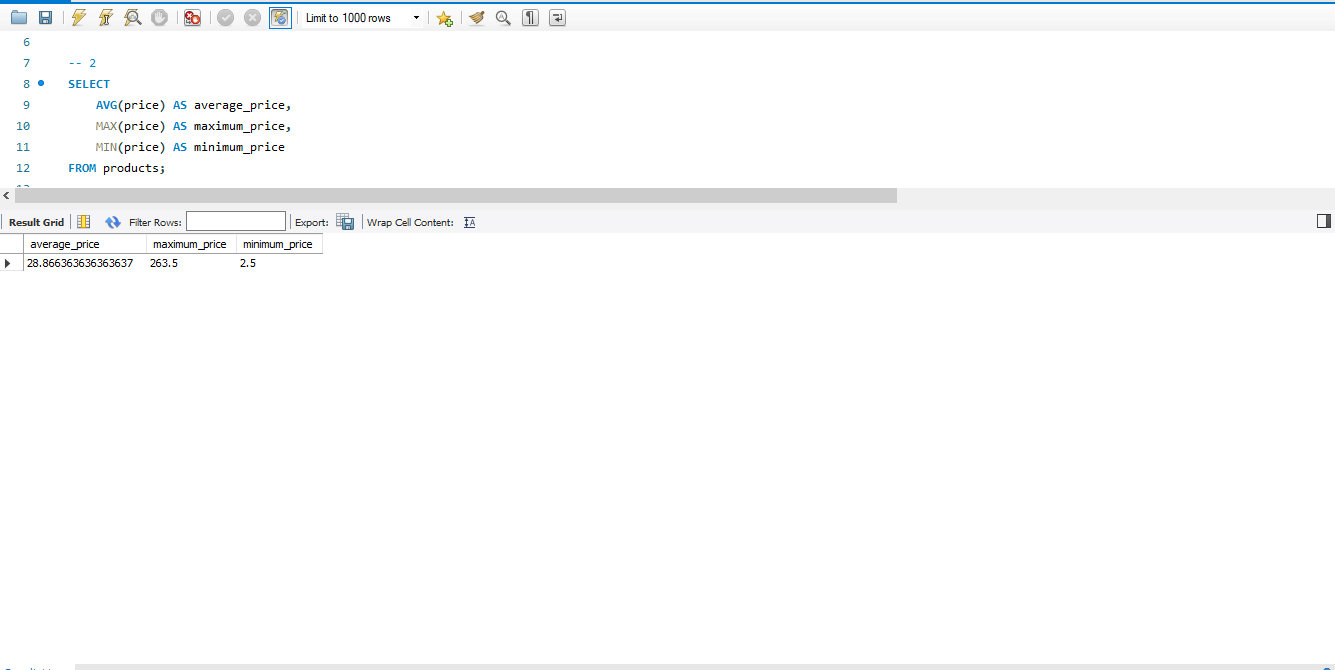 Limit to 1000 rows
6
7 -- 2
8 SELECT
9 AVG(price) AS average_price,
10 MAX(price) AS maximum_price,
11 MIN(price) AS minimum_price
12 FROM products;
Result Grid Filter Rows: Export: Wrap Cell Content:
average_price maximum_price minimum_price
28.866363636363637 263.5 2.5